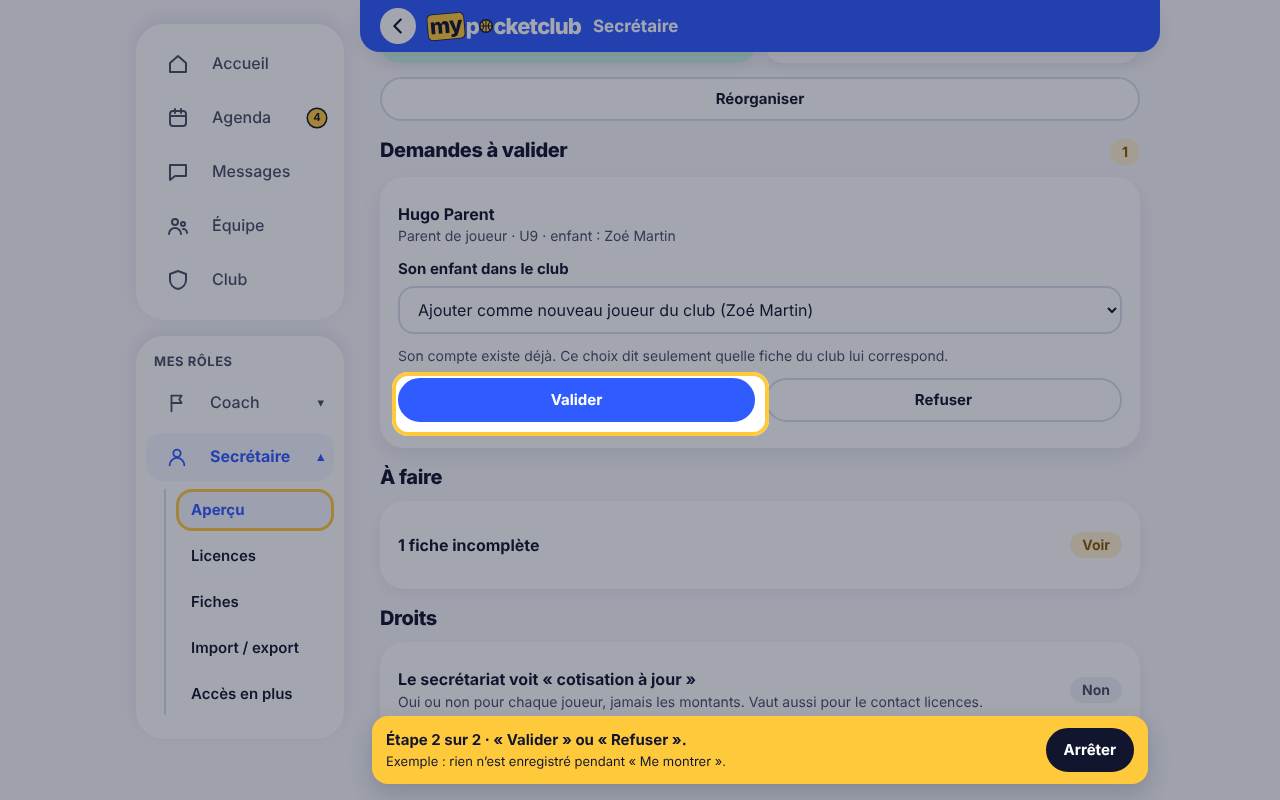 Accueil
Agenda
4
Messages
Équipe
Club
MES RÔLES
Coach
▾
Secrétaire
▴
Aperçu
Licences
Fiches
Import / export
Accès en plus
mypocketclub Secrétaire
Réorganiser
Demandes à valider
1
Hugo Parent
Parent de joueur · U9 · enfant : Zoé Martin
Son enfant dans le club
Ajouter comme nouveau joueur du club (Zoé Martin)
Son compte existe déjà. Ce choix dit seulement quelle fiche du club lui correspond.
Valider
Refuser
À faire
1 fiche incomplète
Voir
Droits
Le secrétariat voit « cotisation à jour »
Non
Oui ou non pour chaque joueur, jamais les montants. Vaut aussi pour le contact licences.
Étape 2 sur 2 · « Valider » ou « Refuser ».
Exemple : rien n’est enregistré pendant « Me montrer ».
Arrêter